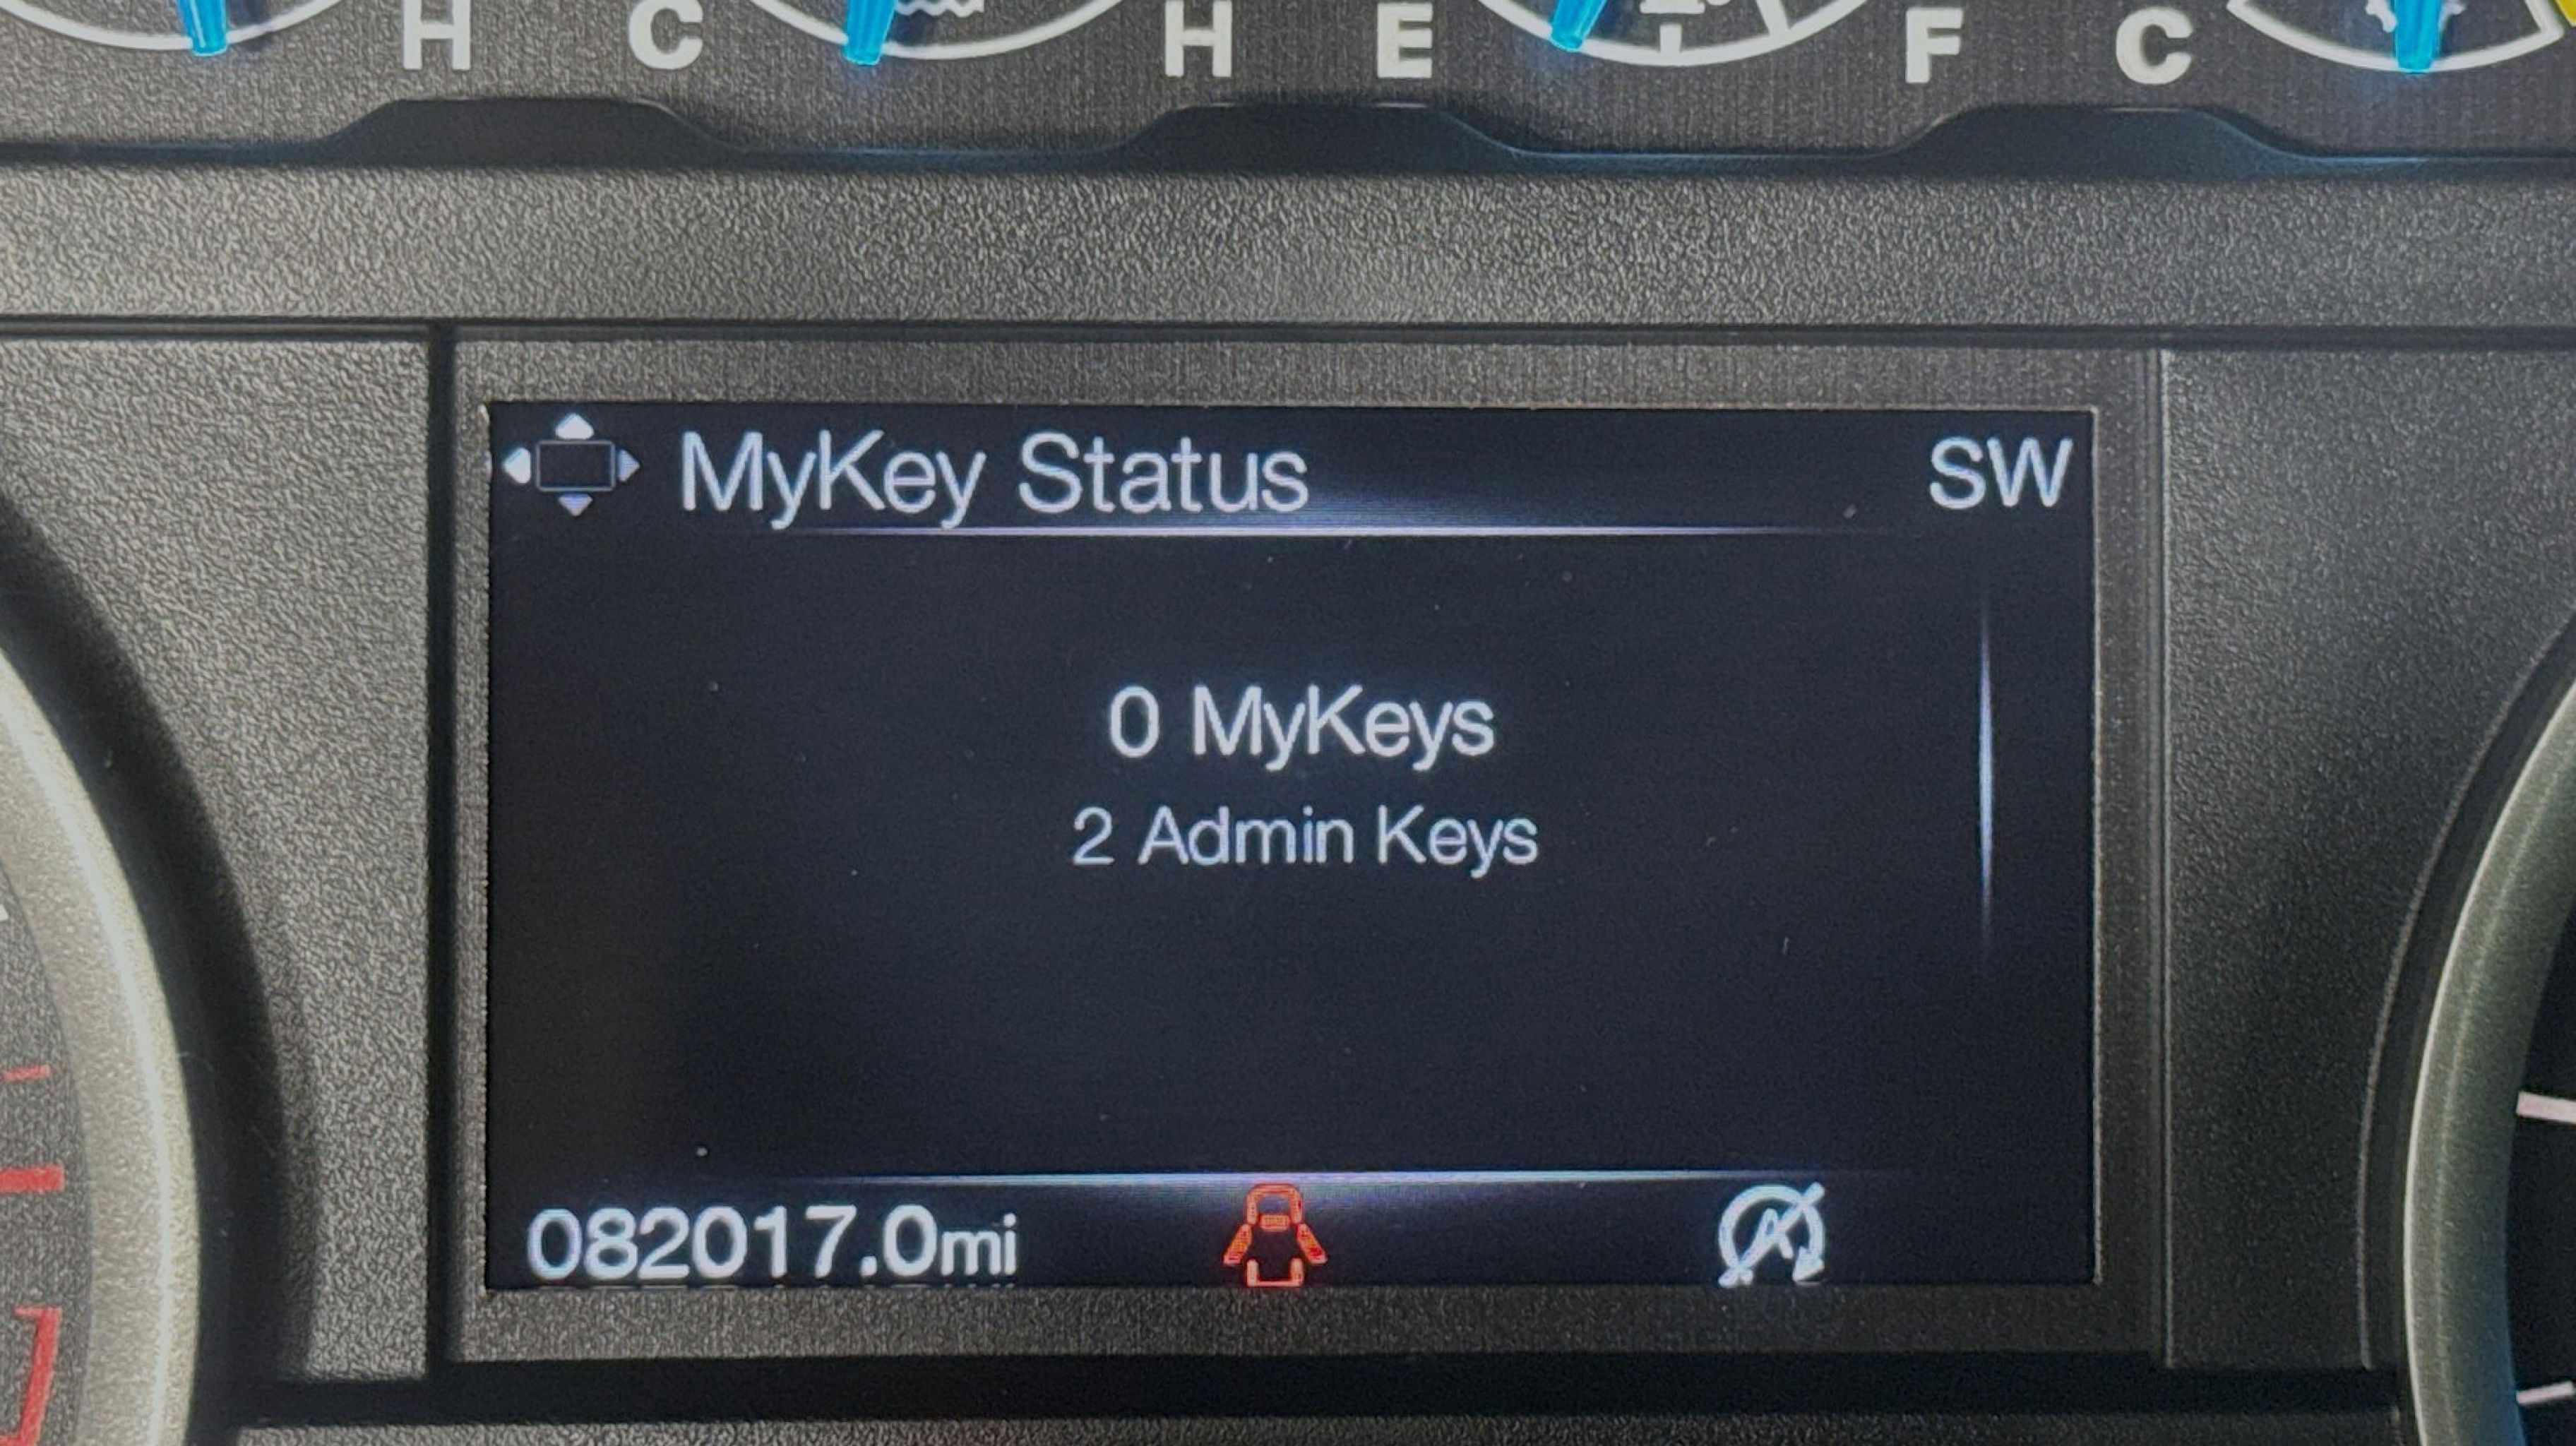 H C H E F C
MyKey Status SW
0 MyKeys
2 Admin Keys
082017.0mi